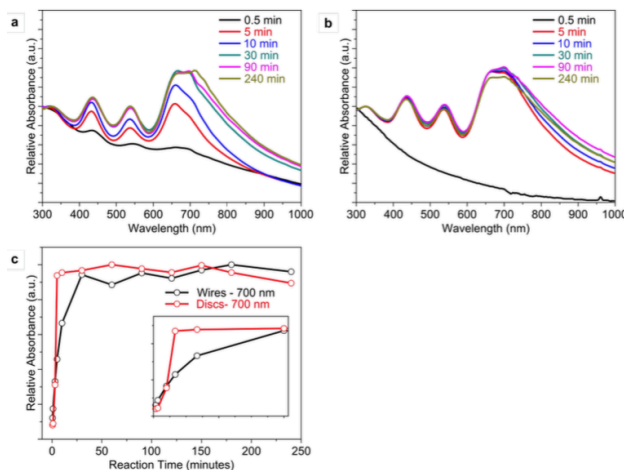 a
0.5 min
5 min
10 min
30 min
90 min
240 min
Relative Absorbance (a.u.)
300 400 500 600 700 800 900 1000
Wavelength (nm)
b
0.5 min
5 min
10 min
30 min
90 min
240 min
Relative Absorbance (a.u.)
300 400 500 600 700 800 900 1000
Wavelength (nm)
c
Wires - 700 nm
Discs- 700 nm
Relative Absorbance (a.u.)
0 50 100 150 200 250
Reaction Time (minutes)